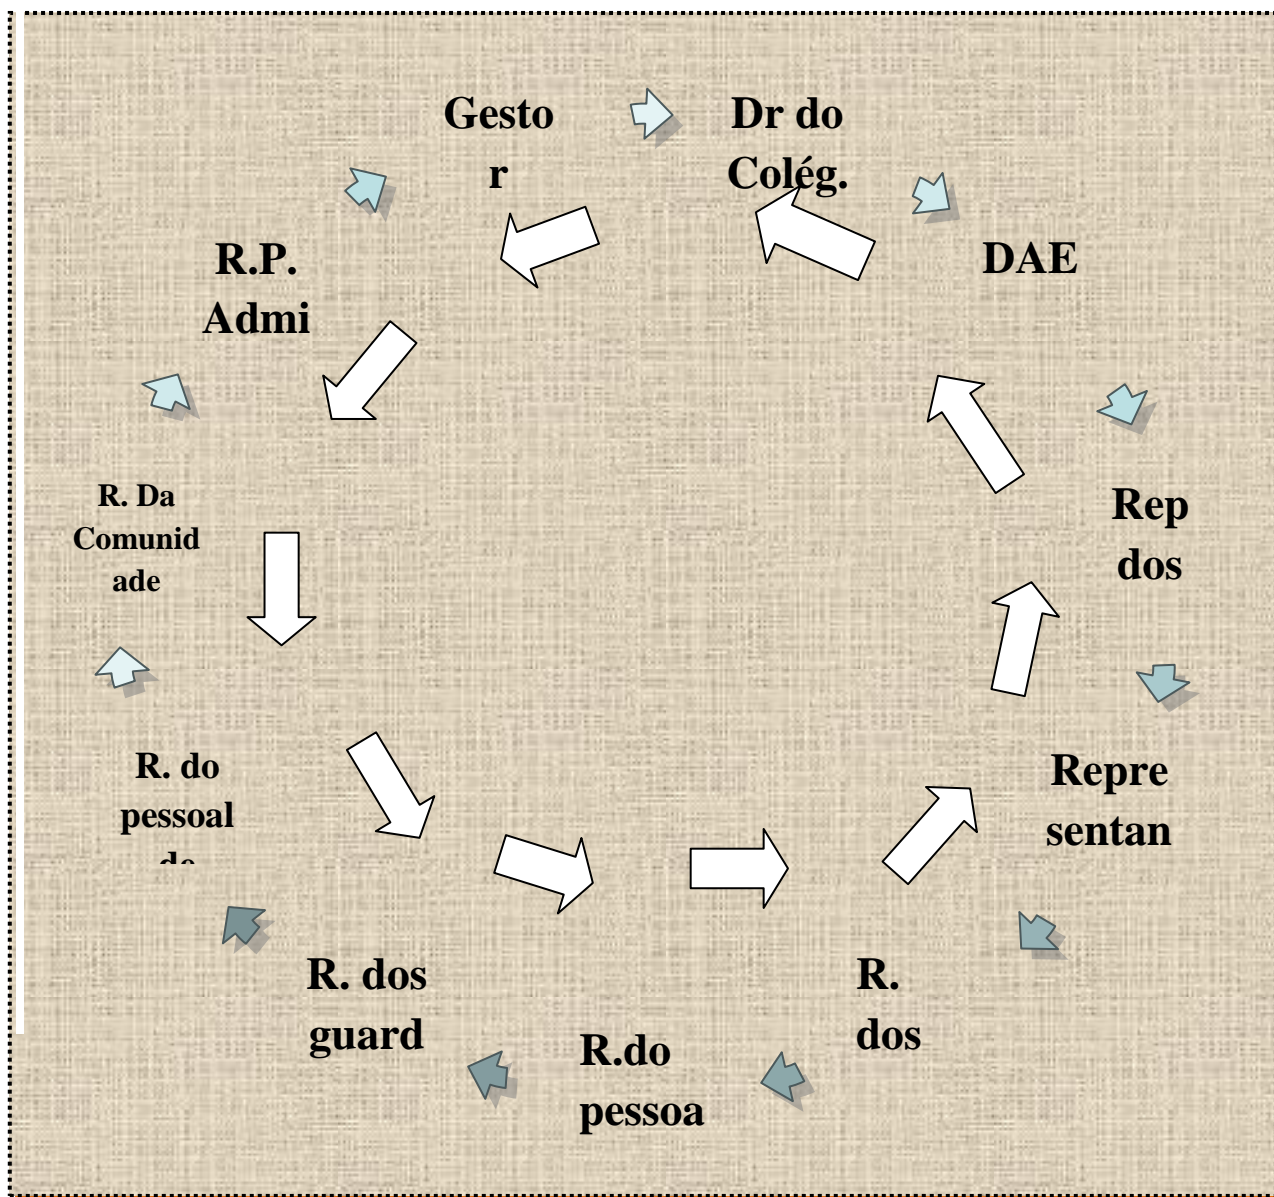 Gesto
r
Dr do
Colég.
DAE
Rep
dos
Repre
sentan
R.
dos
R.do
pessoa
R. dos
guard
R. do
pessoal
de
R. Da
Comunid
ade
R.P.
Admi